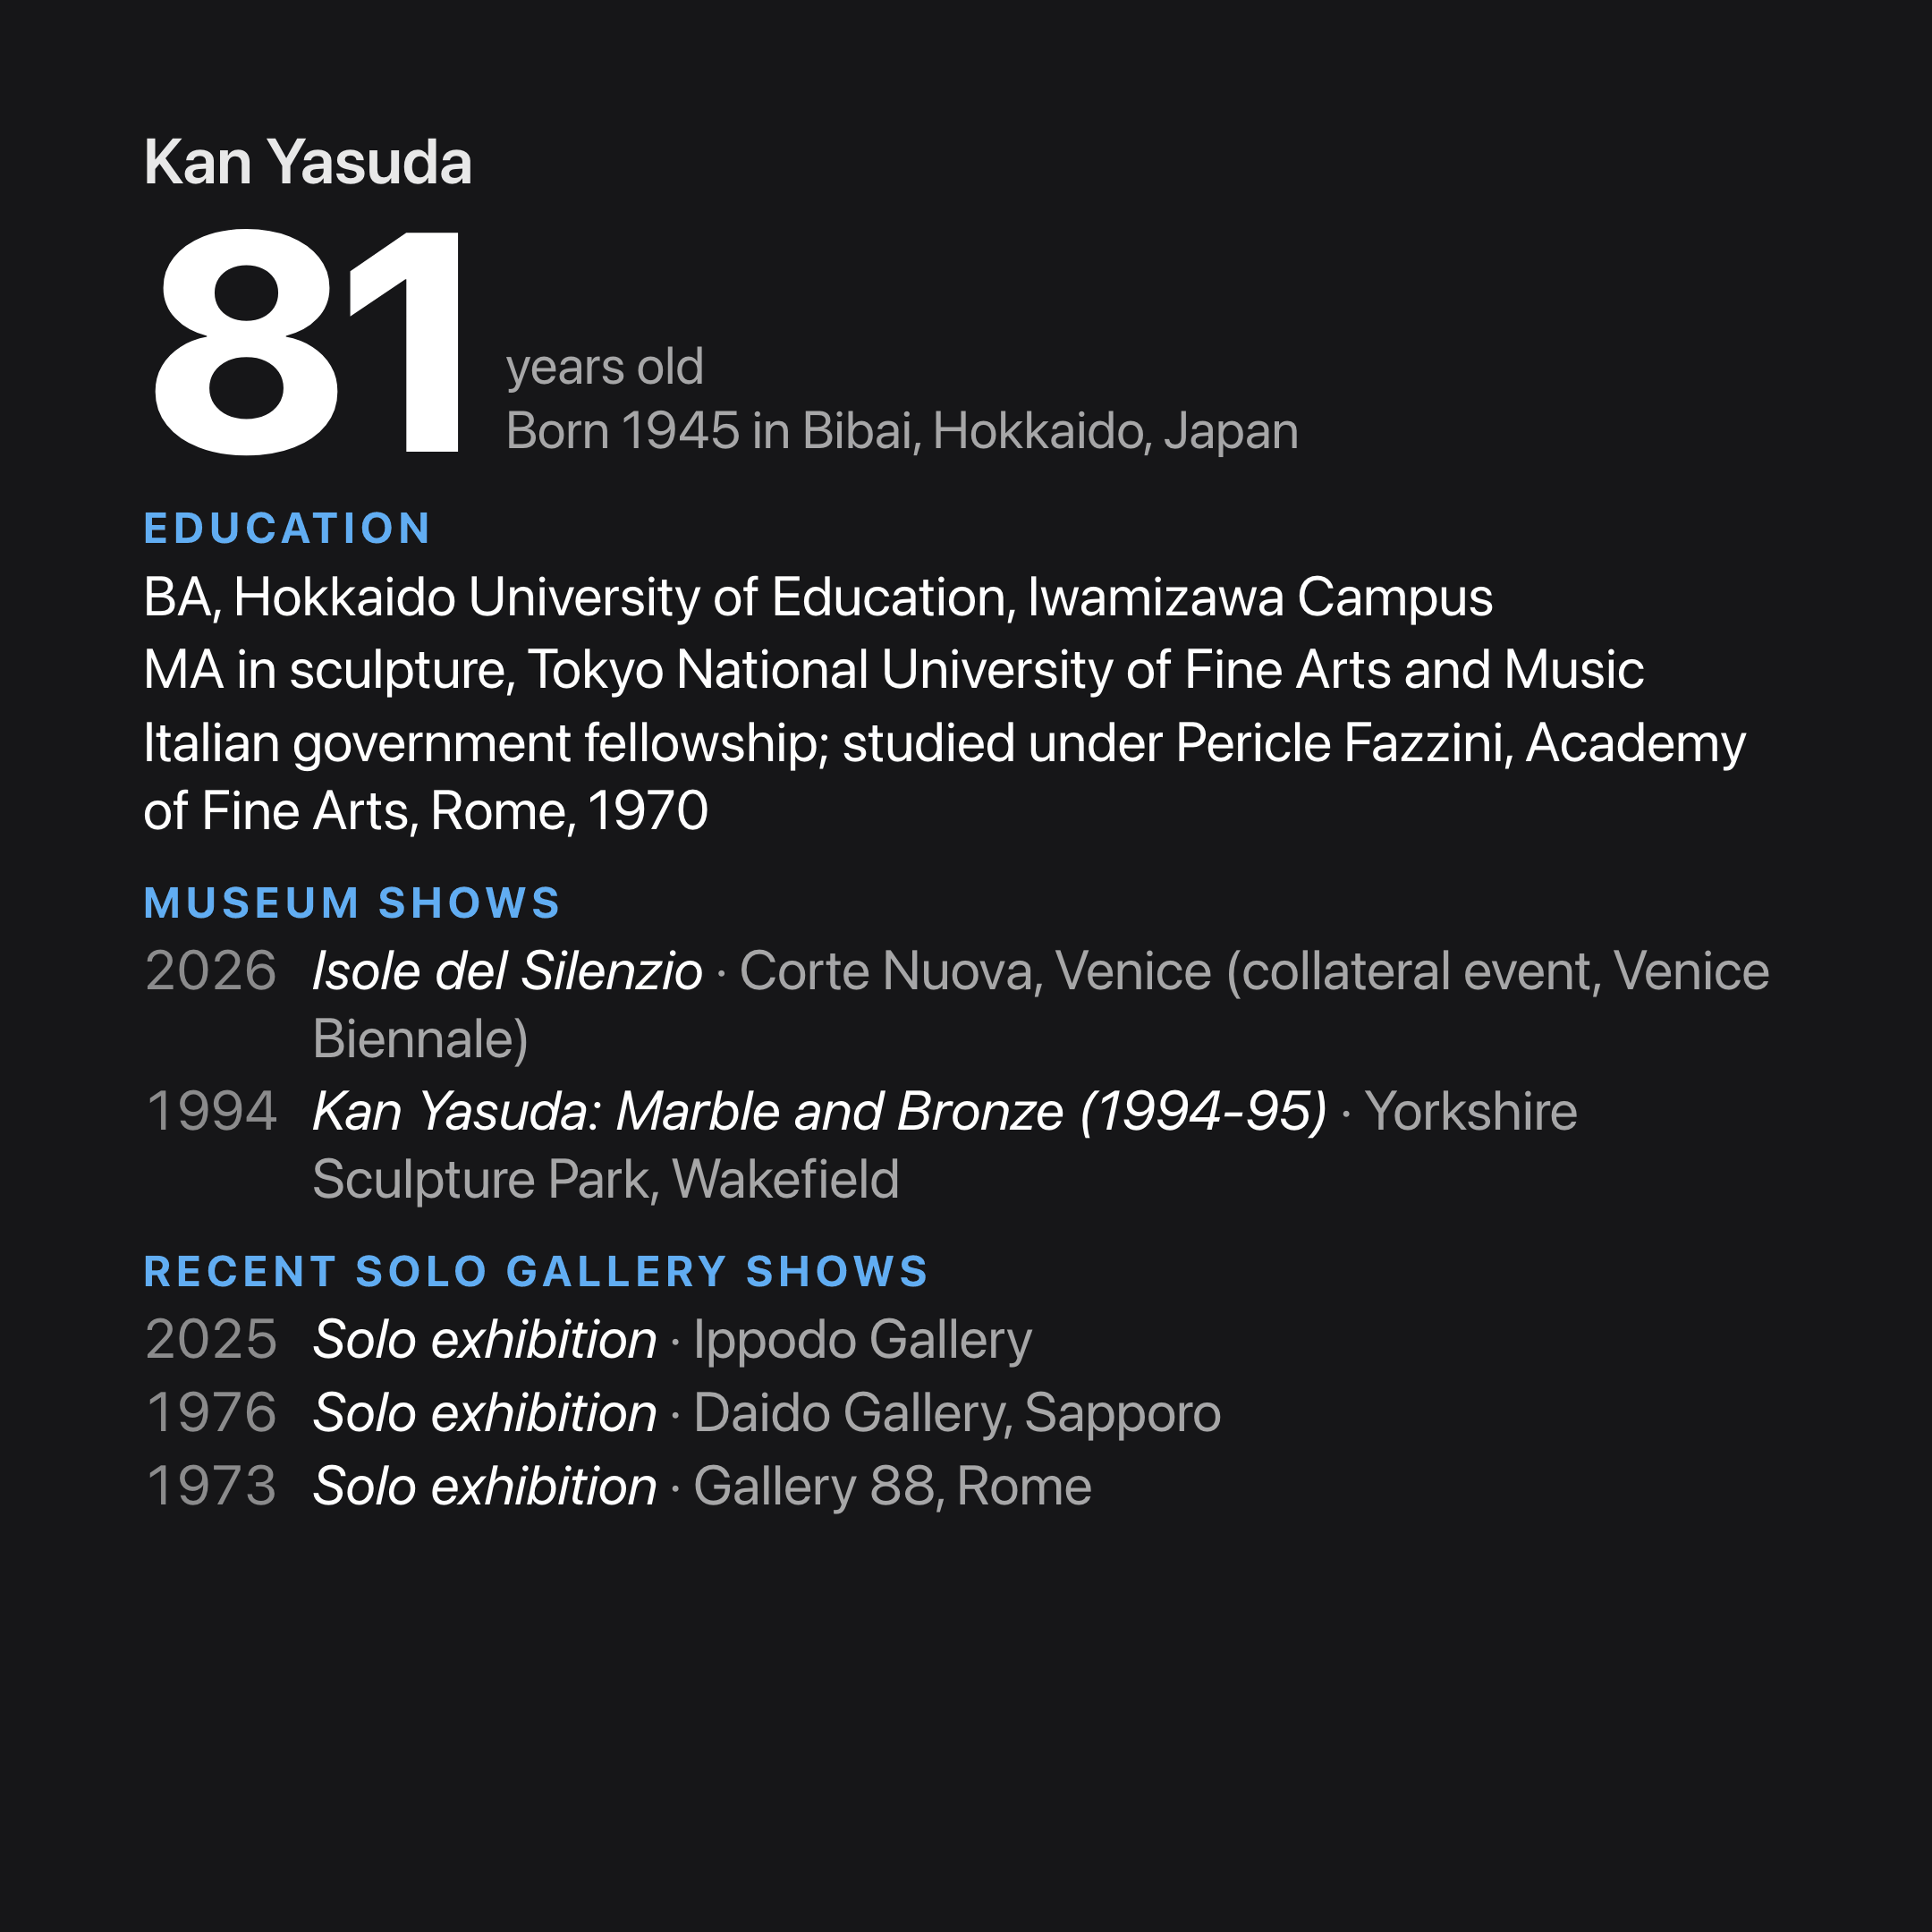 Kan Yasuda
81
years old
Born 1945 in Bibai, Hokkaido, Japan
EDUCATION
BA, Hokkaido University of Education, Iwamizawa Campus
MA in sculpture, Tokyo National University of Fine Arts and Music
Italian government fellowship; studied under Pericle Fazzini, Academy
of Fine Arts, Rome, 1970
MUSEUM SHOWS
2026 Isole del Silenzio · Corte Nuova, Venice (collateral event, Venice
Biennale)
1994 Kan Yasuda: Marble and Bronze (1994-95) · Yorkshire
Sculpture Park, Wakefield
RECENT SOLO GALLERY SHOWS
2025 Solo exhibition · Ippodo Gallery
1976 Solo exhibition · Daido Gallery, Sapporo
1973 Solo exhibition · Gallery 88, Rome